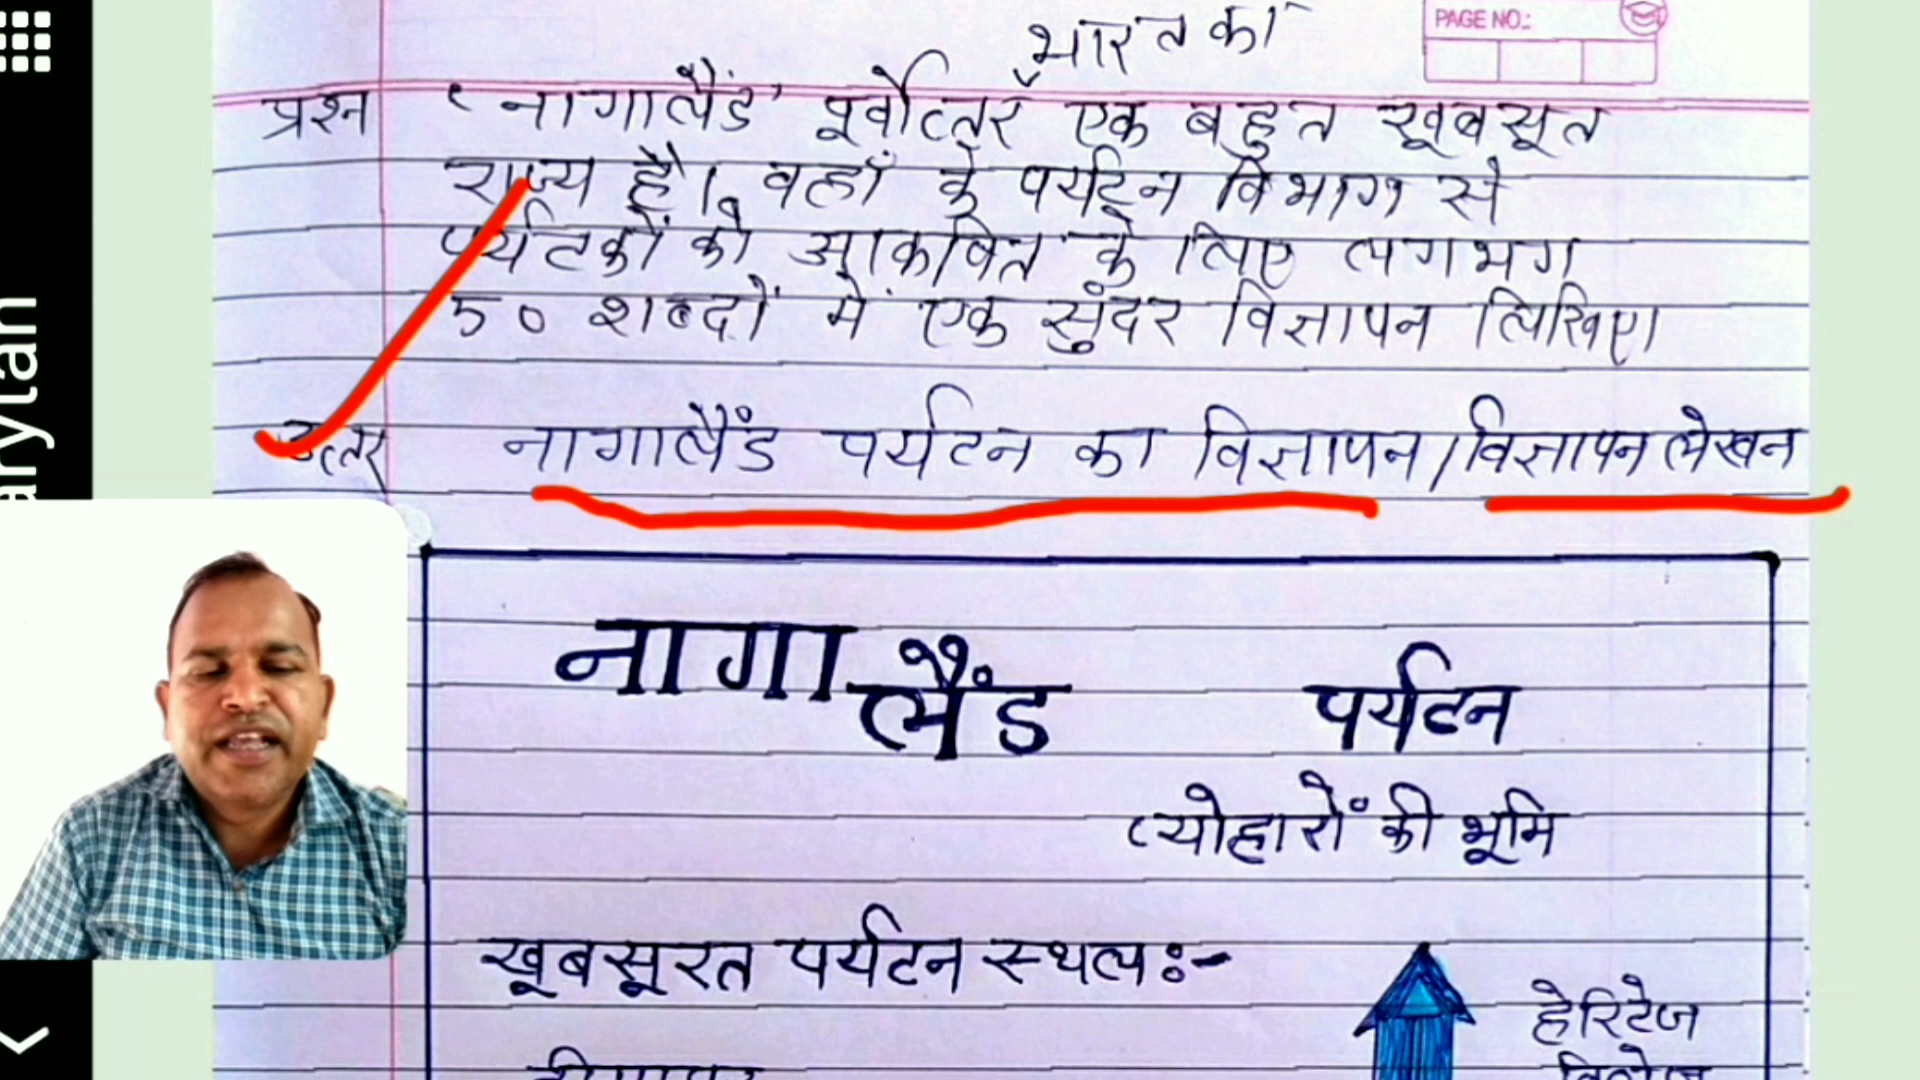 भारत का
PAGE NO.:
प्रश्न 'नागालैंड' पूर्वोत्तर एक बहुत खूबसूत
राज्य है। वहाँ के पर्यटन विभाग से
पर्यटकों को आकर्षित के लिए लगभग
50 शब्दों में एक सुंदर विज्ञापन लिखिए।
उत्तर नागालैंड पर्यटन का विज्ञापन/विज्ञापन लेखन
नागालैंड पर्यटन
त्योहारों की भूमि
खूबसूरत पर्यटन स्थल:-
हेरिटेज
arytan